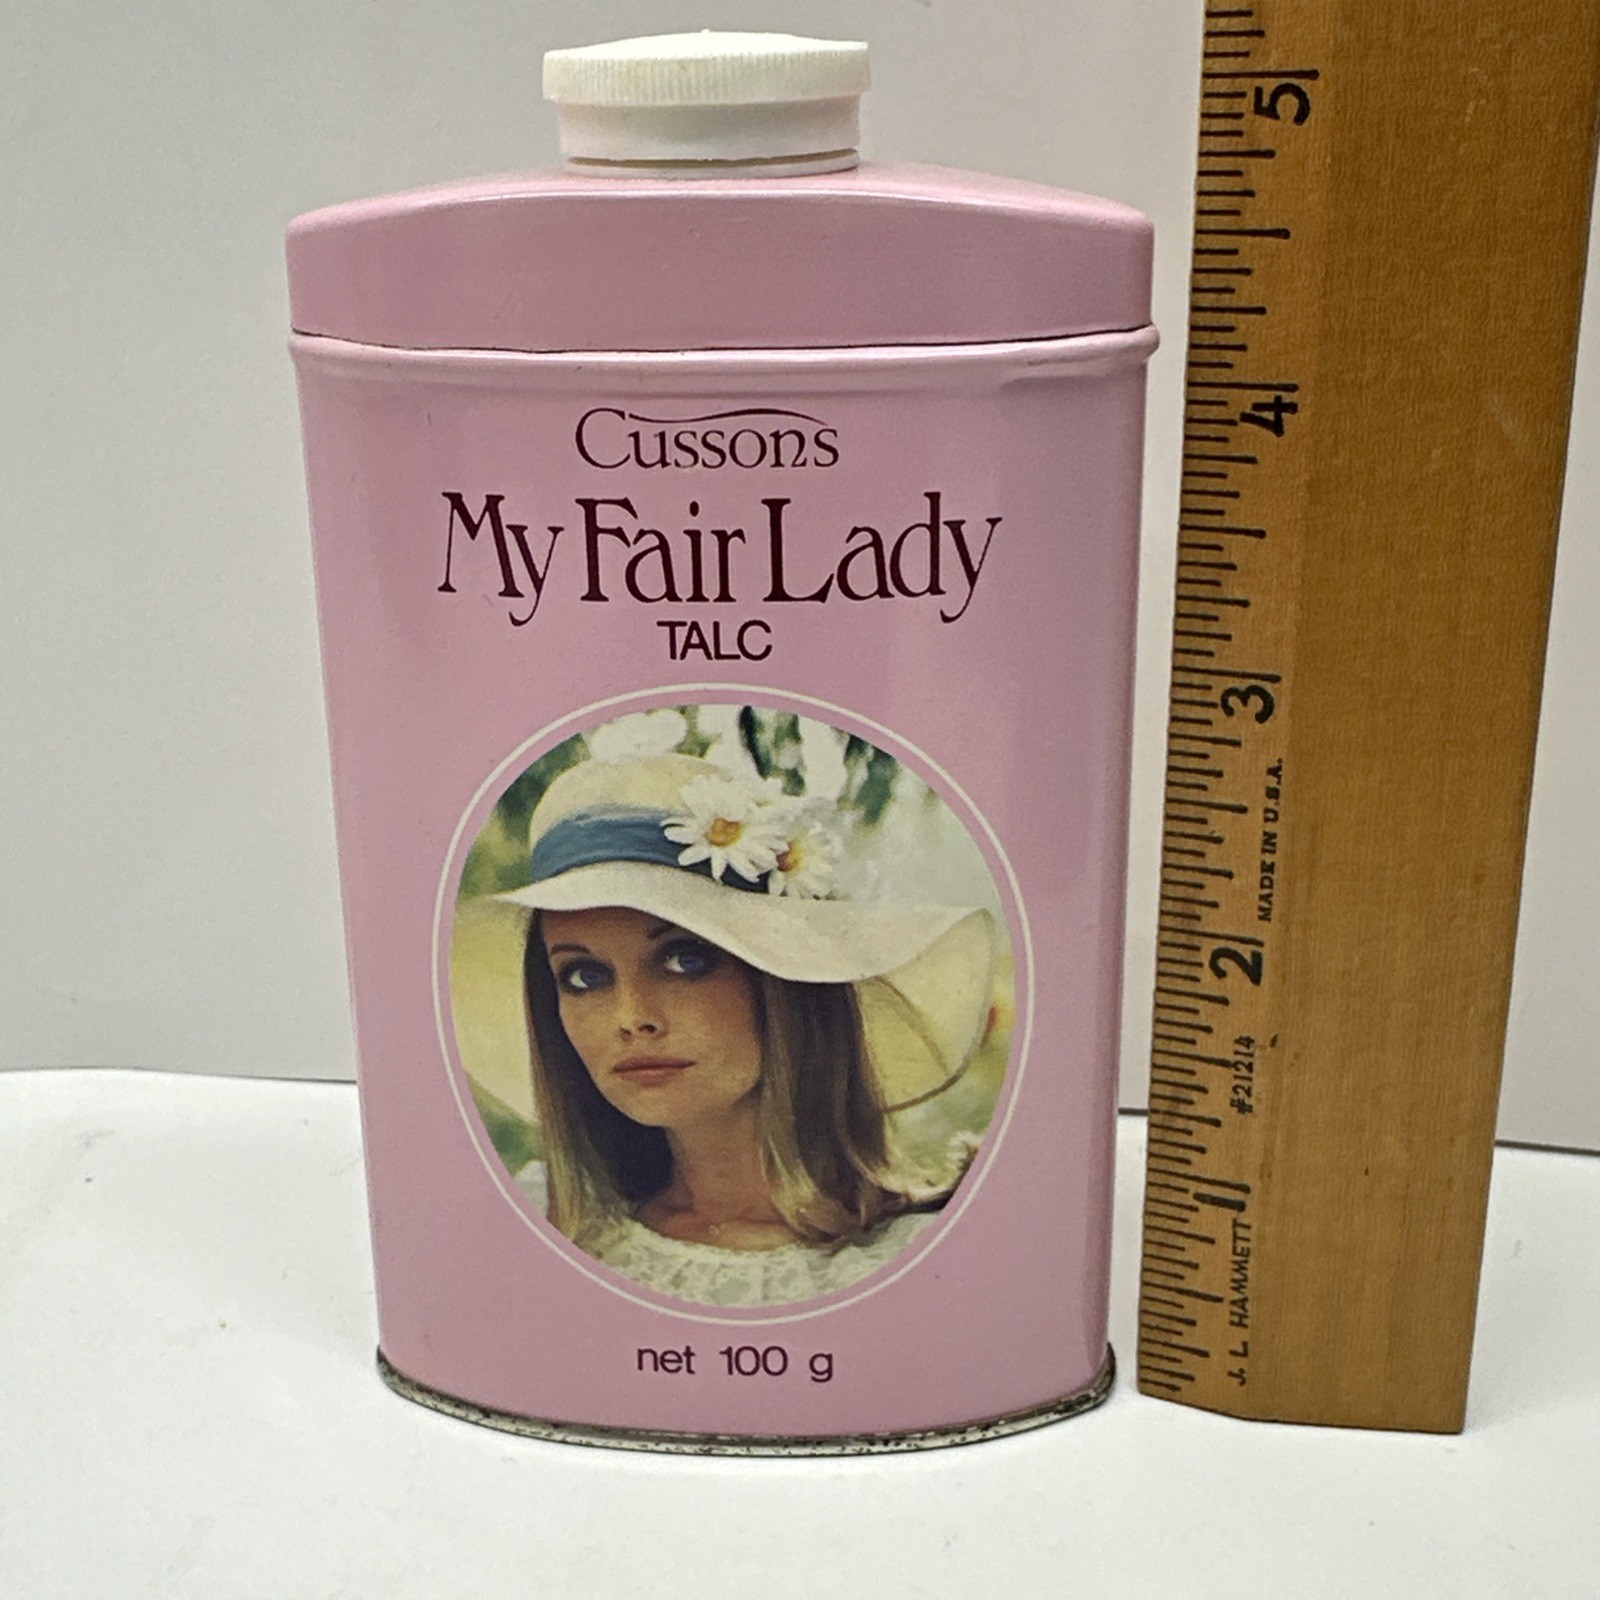 Cussons
My Fair Lady
TALC
net 100 g
5
4
3
MADE IN U.S.A.
2
#21214
1
J. L. HAMMETT